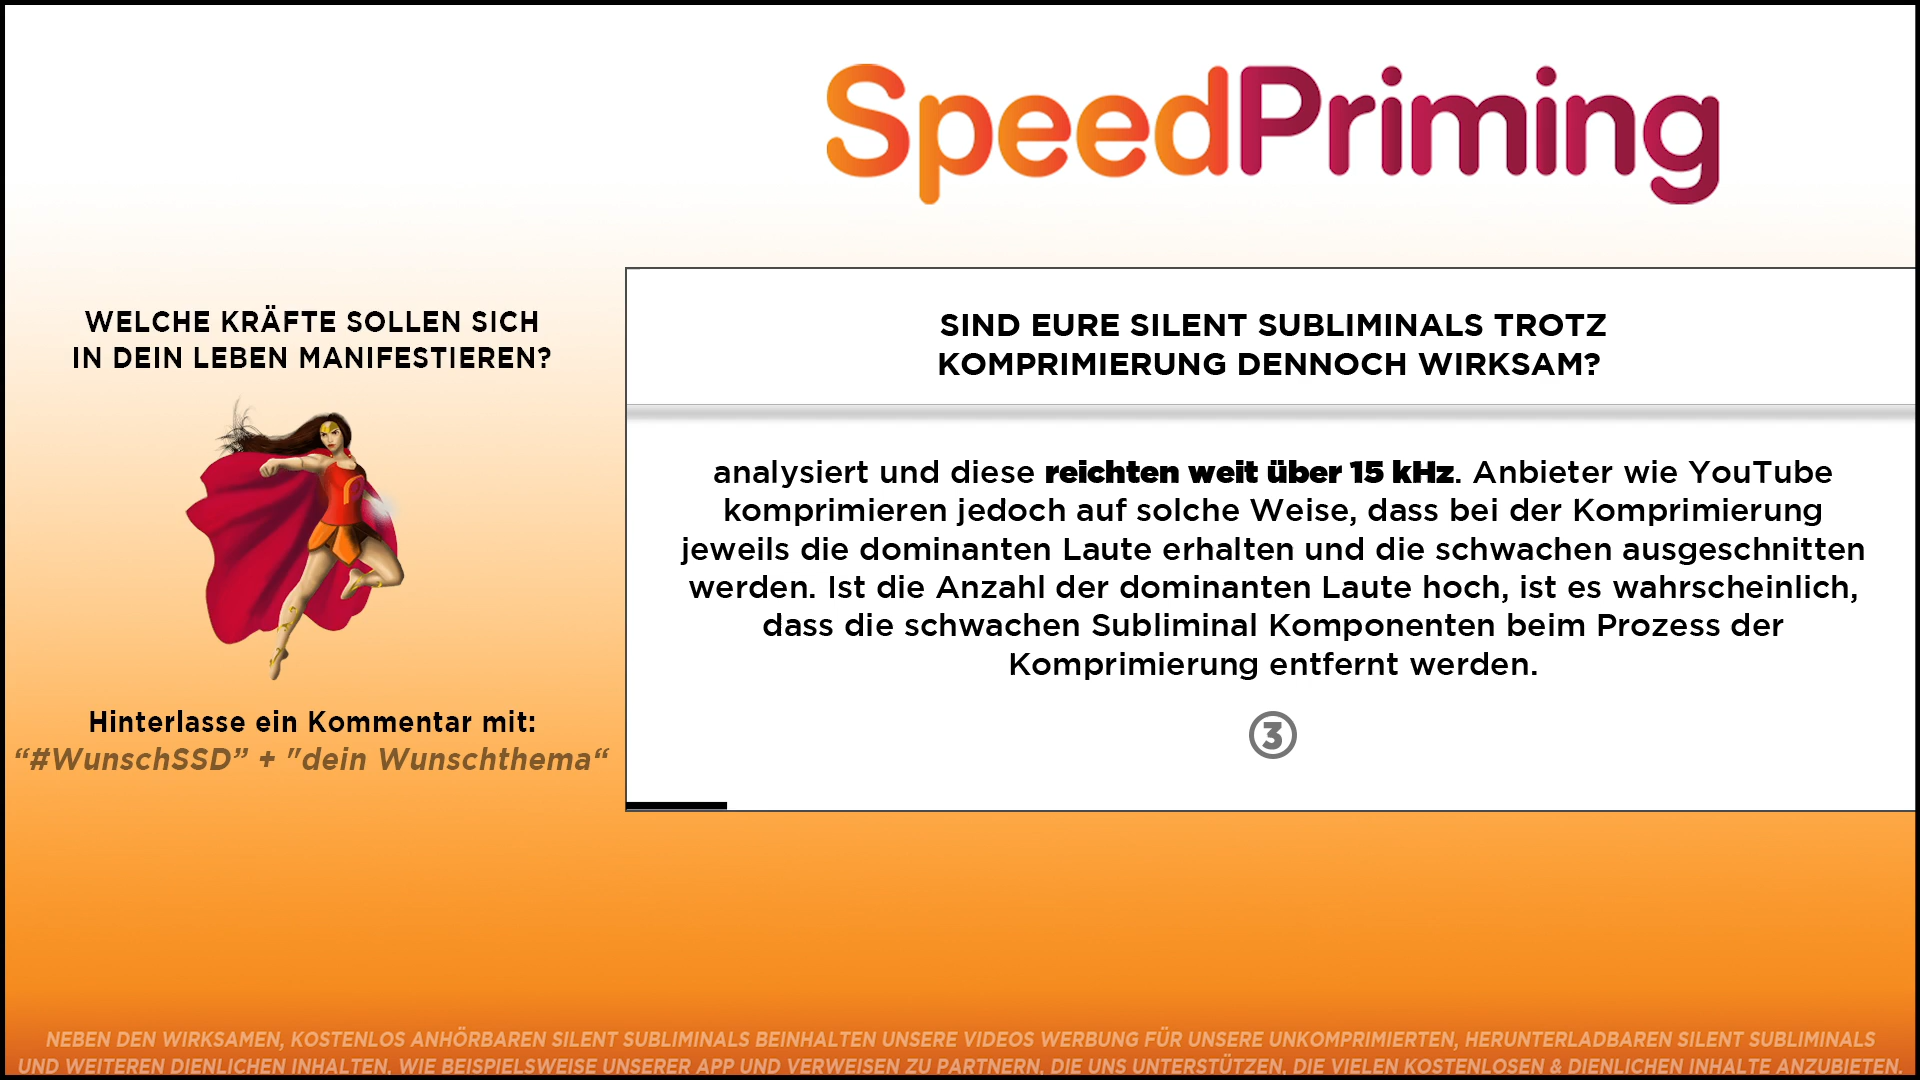 SpeedPriming
WELCHE KRÄFTE SOLLEN SICH
IN DEIN LEBEN MANIFESTIEREN?
Hinterlasse ein Kommentar mit:
“#WunschSSD” + "dein Wunschthema“
SIND EURE SILENT SUBLIMINALS TROTZ
KOMPRIMIERUNG DENNOCH WIRKSAM?
analysiert und diese reichten weit über 15 kHz. Anbieter wie YouTube
komprimieren jedoch auf solche Weise, dass bei der Komprimierung
jeweils die dominanten Laute erhalten und die schwachen ausgeschnitten
werden. Ist die Anzahl der dominanten Laute hoch, ist es wahrscheinlich,
dass die schwachen Subliminal Komponenten beim Prozess der
Komprimierung entfernt werden.
3
NEBEN DEN WIRKSAMEN, KOSTENLOS ANHÖRBAREN SILENT SUBLIMINALS BEINHALTEN UNSERE VIDEOS WERBUNG FÜR UNSERE UNKOMPRIMIERTEN, HERUNTERLADBAREN SILENT SUBLIMINALS
UND WEITEREN DIENLICHEN INHALTEN, WIE BEISPIELSWEISE UNSERER APP UND VERWEISEN ZU PARTNERN, DIE UNS UNTERSTÜTZEN, DIE VIELEN KOSTENLOSEN & DIENLICHEN INHALTE ANZUBIETEN.